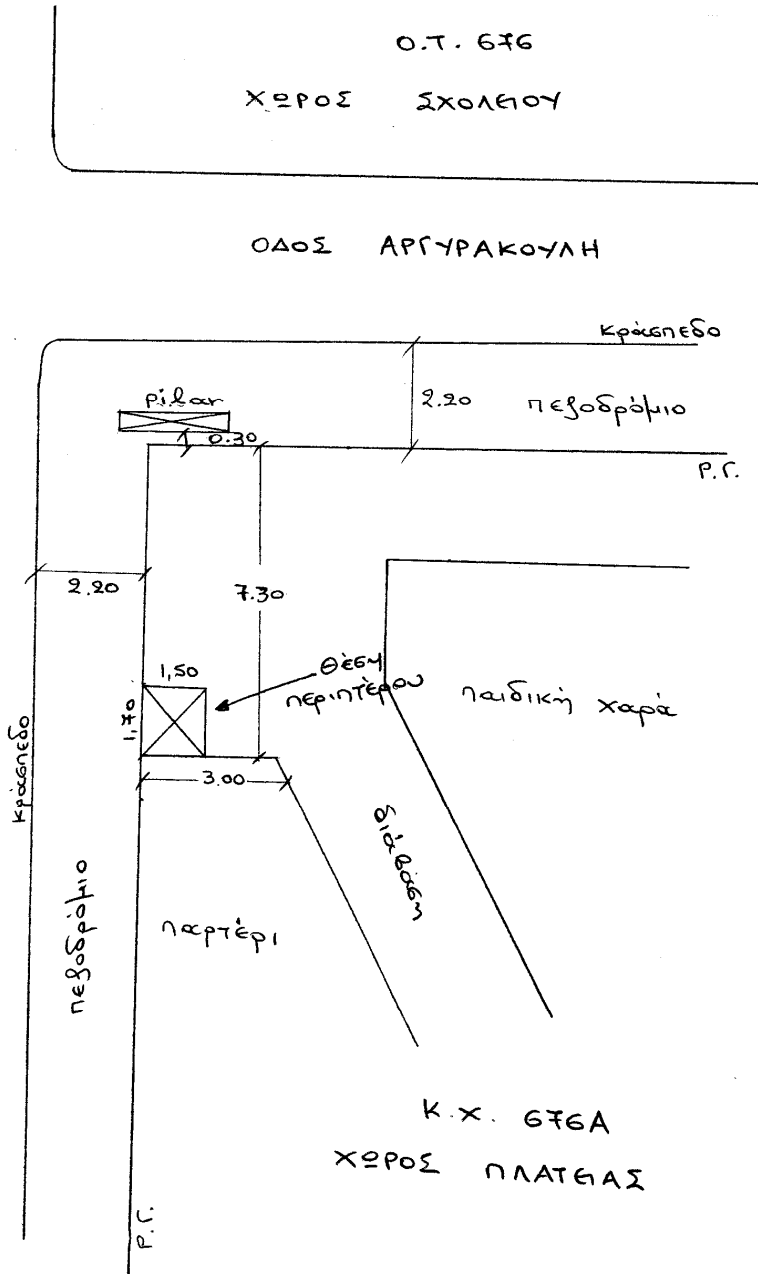 Ο.Τ. 676
ΧΩΡΟΣ ΣΧΟΛΕΙΟΥ
ΟΔΟΣ ΑΡΓΥΡΑΚΟΥΛΗ
κράσπεδο
pilar
2.20 πεζοδρόμιο
0.30
Ρ.Γ.
2.20
7.30
Θέση
περιπτέρου
1,50
1,70
παιδική χαρά
κράσπεδο
3.00
διάβαση
πεζοδρόμιο
παρτέρι
Κ.Χ. 676Α
ΧΩΡΟΣ ΠΛΑΤΕΙΑΣ
Ρ.Γ.